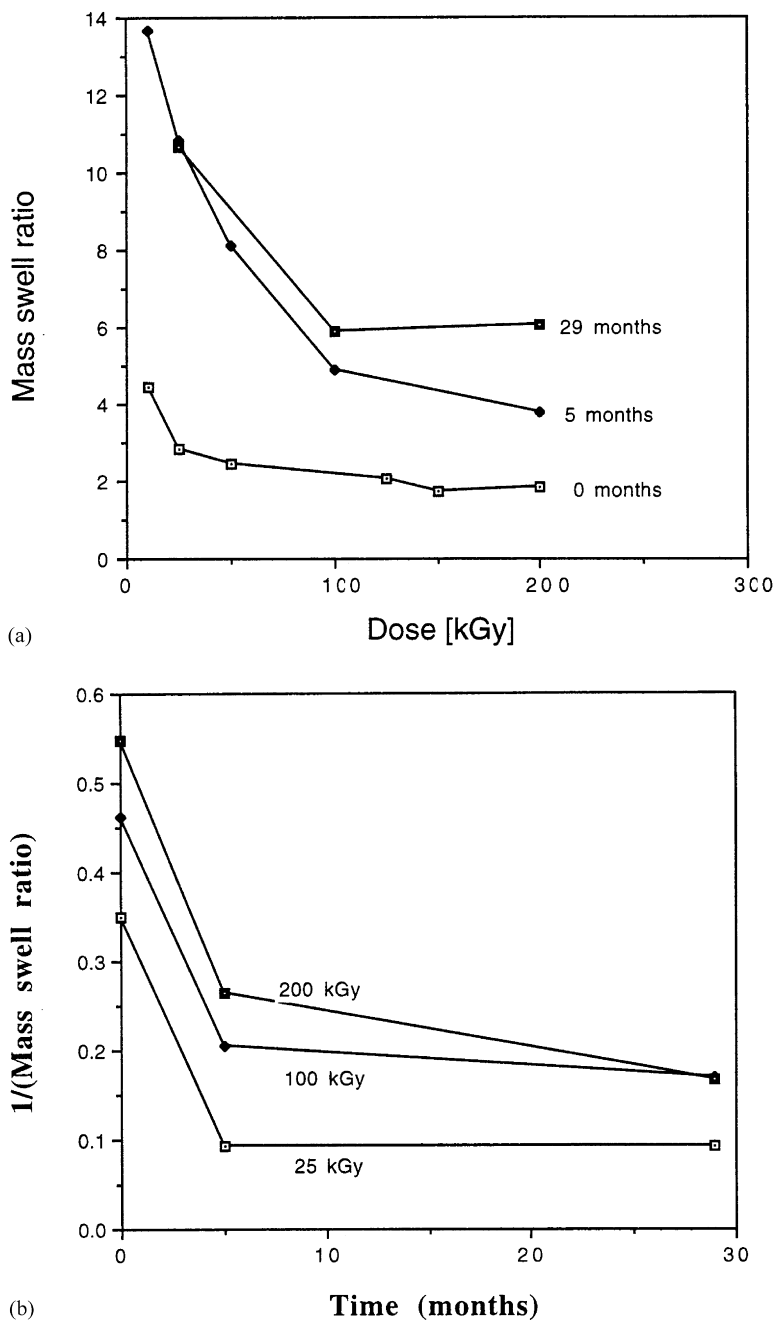 14
12
10
8
6
4
2
0
Mass swell ratio
29 months
5 months
0 months
0 100 200 300
Dose [kGy]
(a)
0.6
0.5
0.4
0.3
0.2
0.1
0.0
1/(Mass swell ratio)
200 kGy
100 kGy
25 kGy
0 10 20 30
Time (months)
(b)